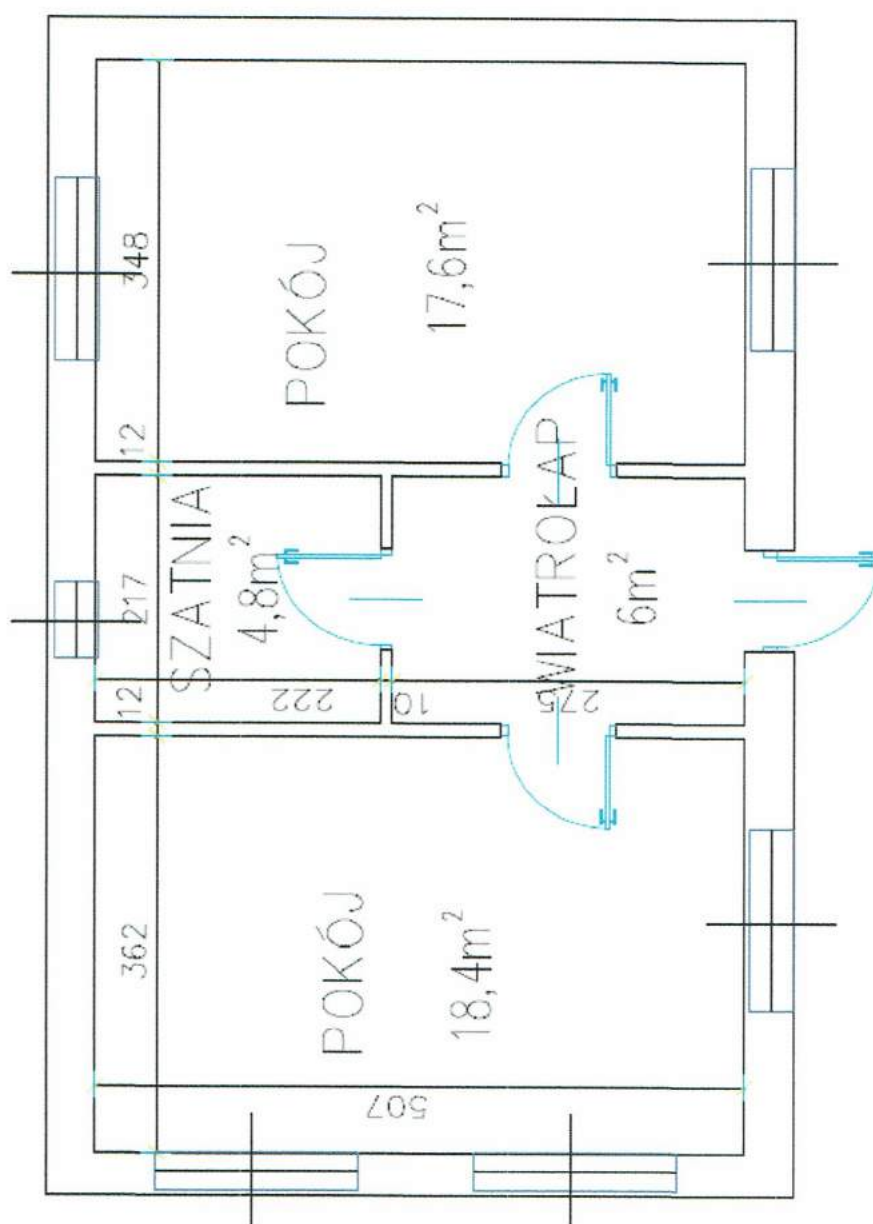 POKÓJ
17,6m²
348
12
SZATNIA
4,8m²
217
12
WIATROŁAP
6m²
222
10
275
POKÓJ
18,4m²
362
507